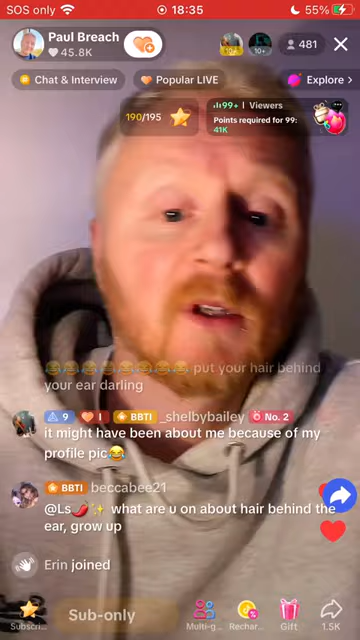 SOS only 18:35 55%
Paul Breach
45.8K
10+ 10+ 481
Chat & Interview Popular LIVE Explore >
190/195
99+ | Viewers
Points required for 99:
41K
😂😂😂😂😂😂😂😂 put your hair behind
your ear darling
9 I BBTI _shelbybailey No. 2
it might have been about me because of my
profile pic😂
BBTI beccabee21
@Ls🌶️✨ what are u on about hair behind the
ear, grow up
Erin joined
Sub-only
Subscri... Multi-g... Rechar... Gift 1.5K